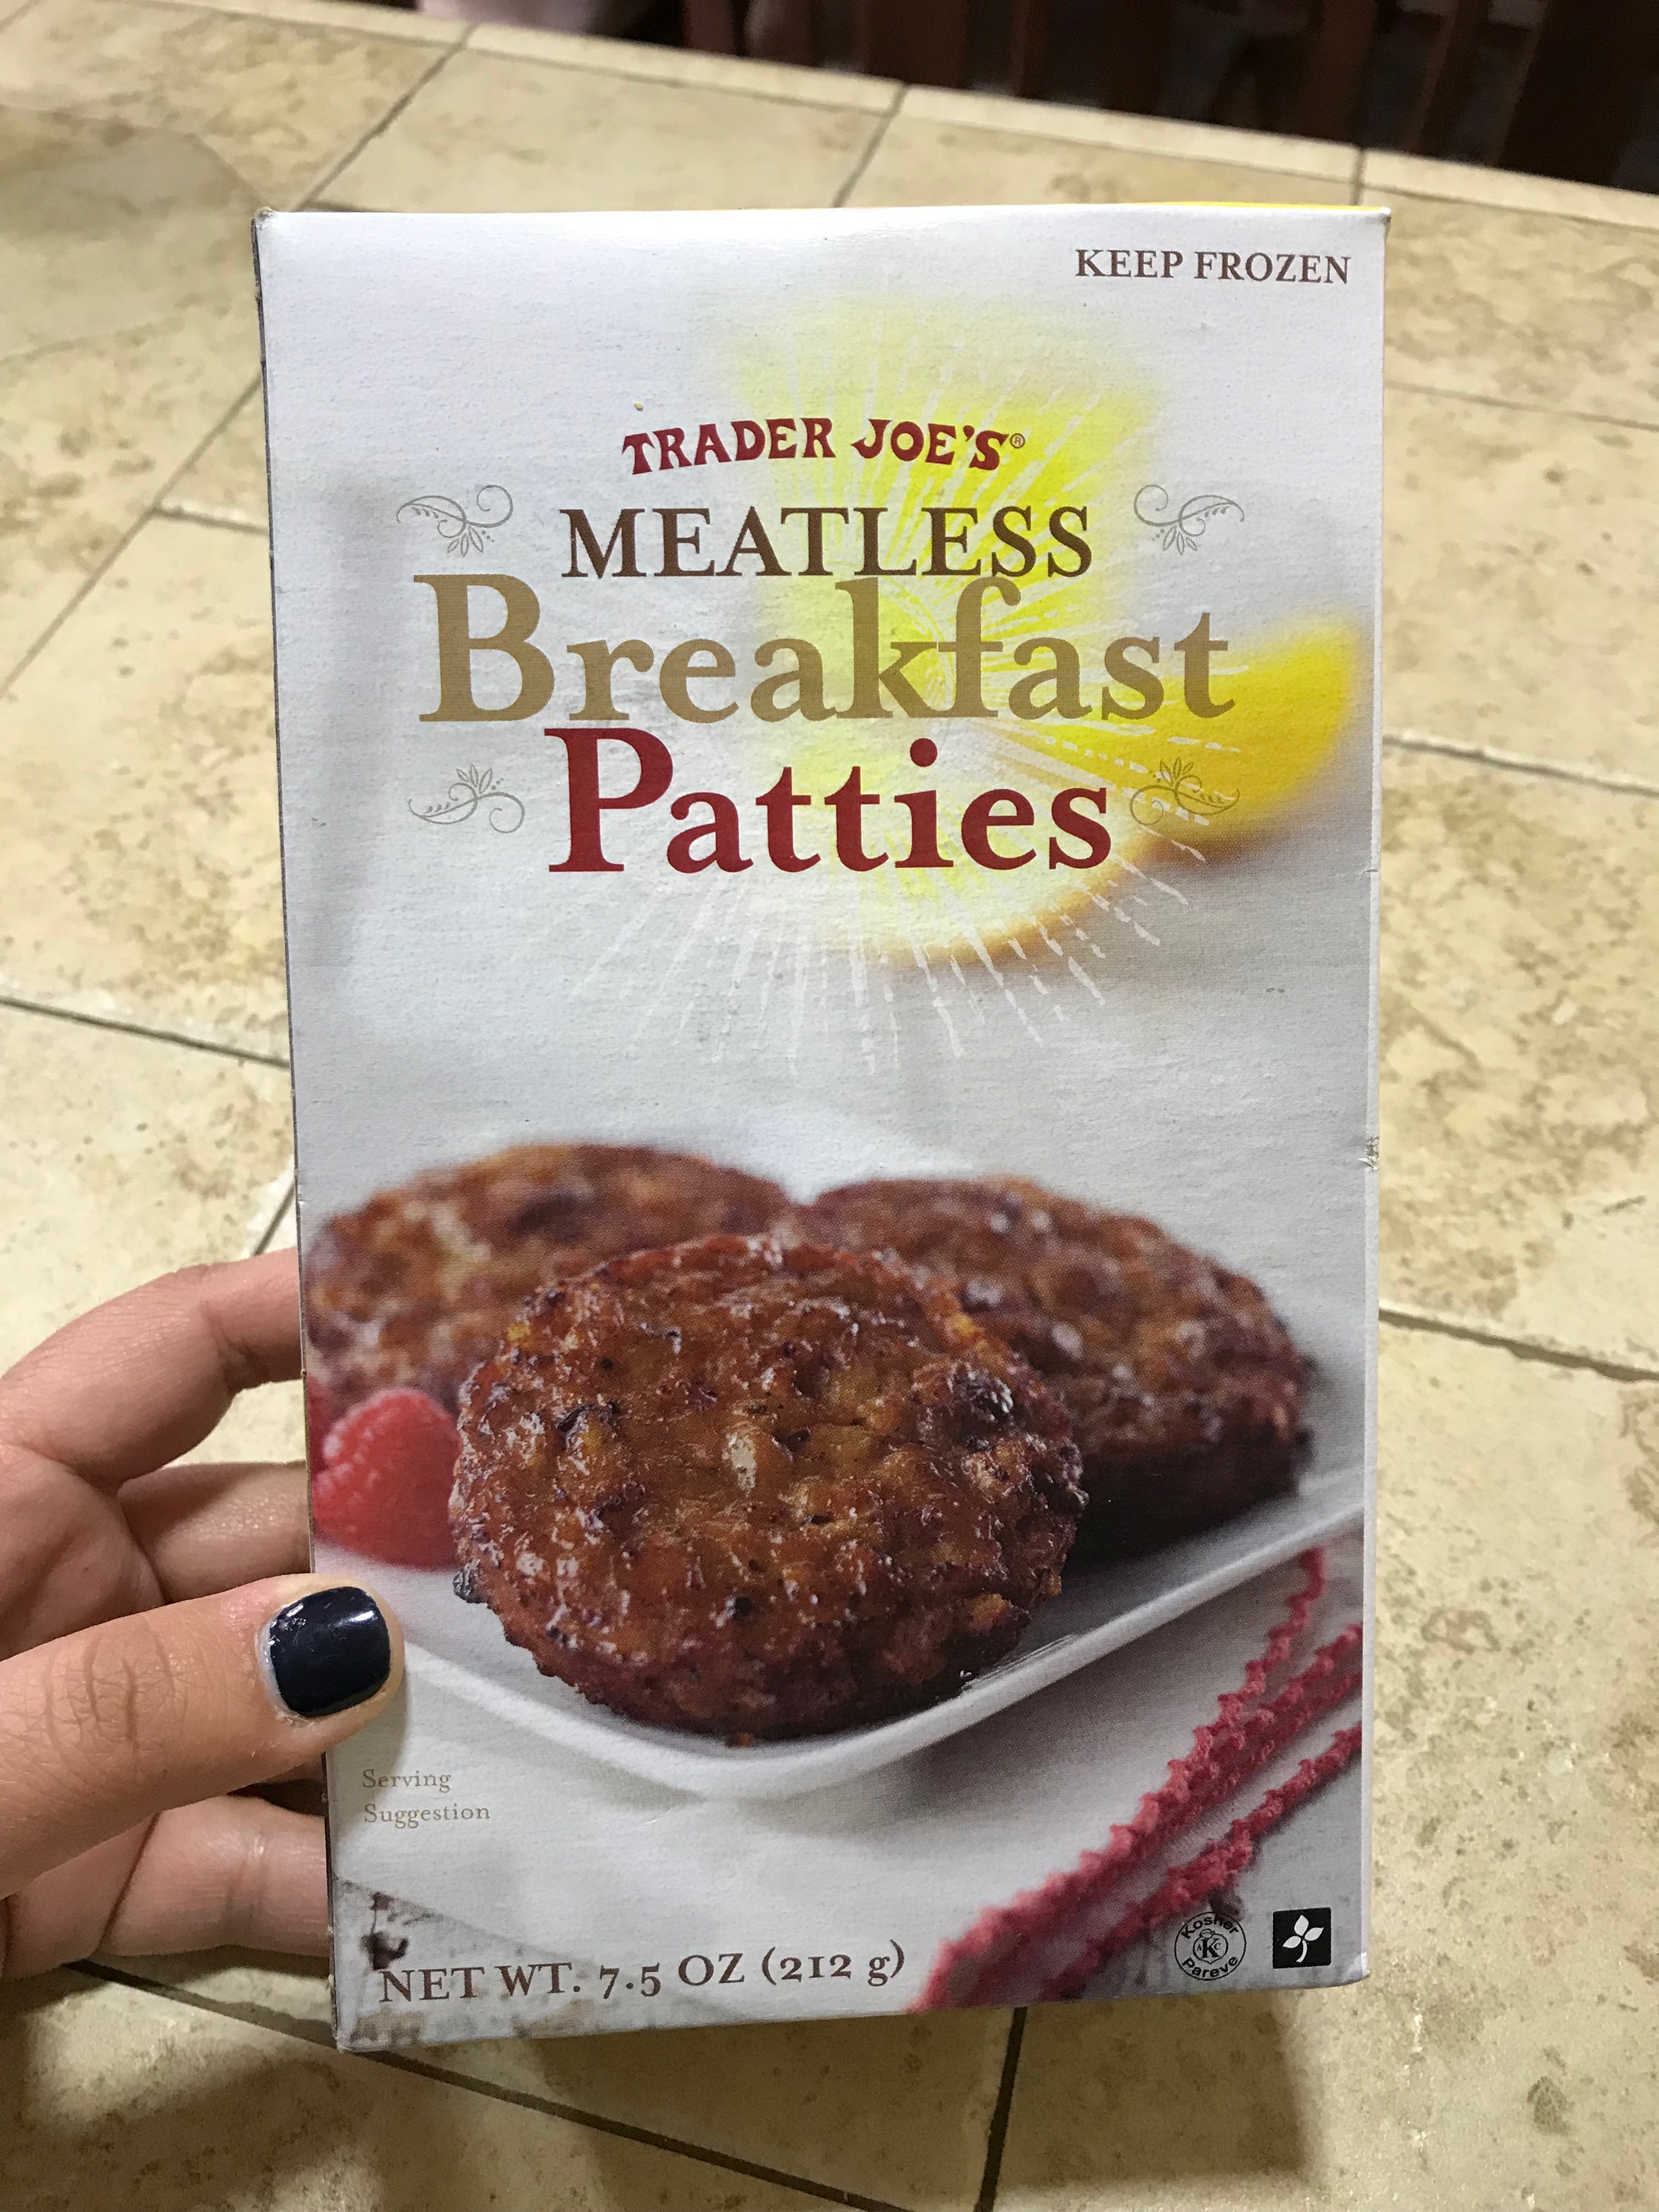 KEEP FROZEN
TRADER JOE'S®
MEATLESS
Breakfast
Patties
Serving
Suggestion
NET WT. 7.5 OZ (212 g)
Kosher
K
Pareve